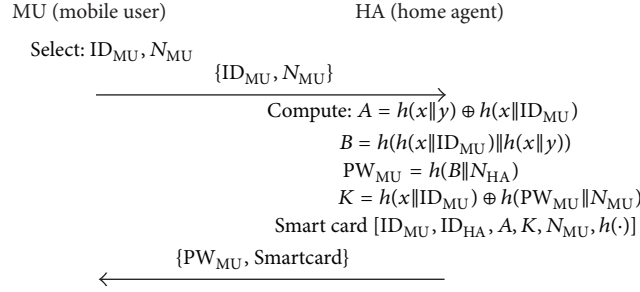 MU (mobile user) HA (home agent)
Select: ID_MU, N_MU
{ID_MU, N_MU}
Compute: A = h(x‖y) ⊕ h(x‖ID_MU)
B = h(h(x‖ID_MU)‖h(x‖y))
PW_MU = h(B‖N_HA)
K = h(x‖ID_MU) ⊕ h(PW_MU‖N_MU)
Smart card [ID_MU, ID_HA, A, K, N_MU, h(·)]
{PW_MU, Smartcard}